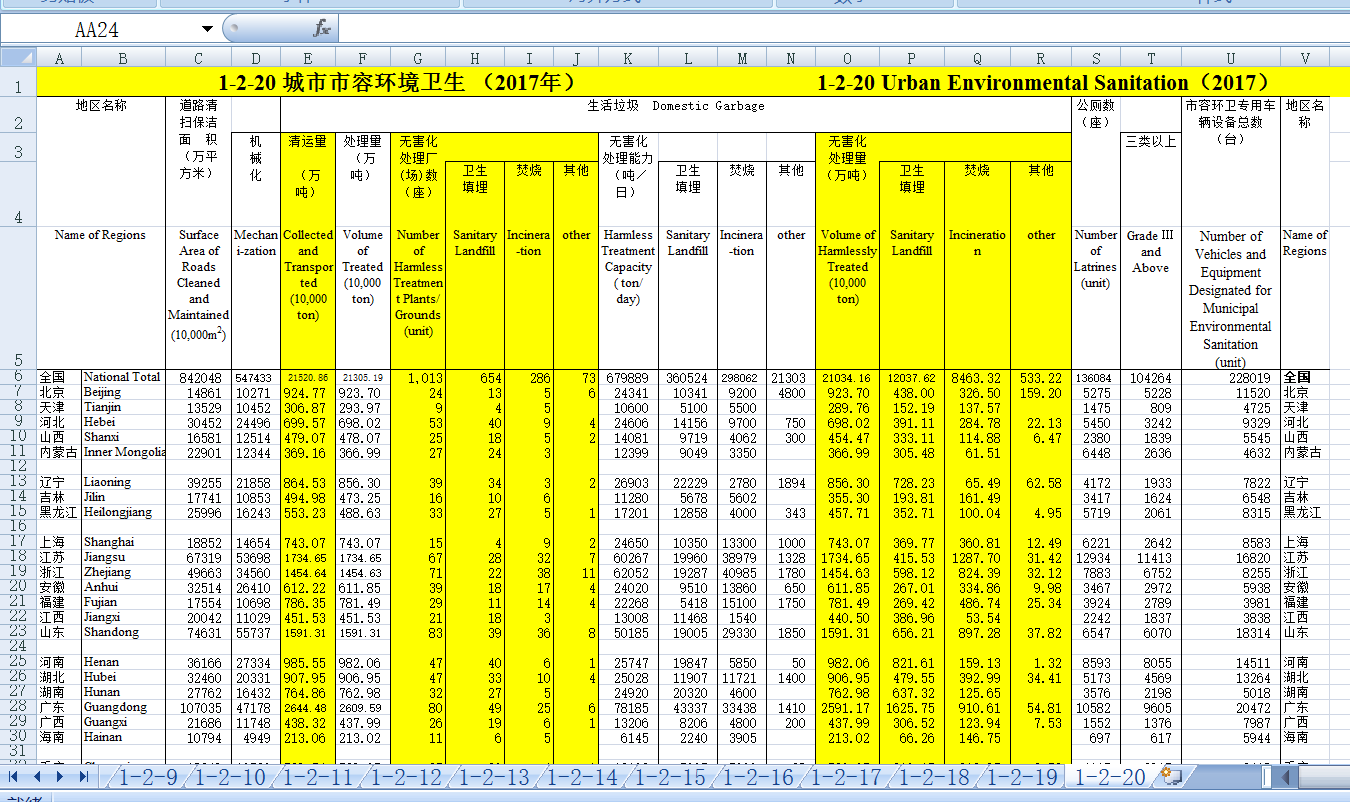 AA24 fx
A B C D E F G H I J K L M N O P Q R S T U V
1 1-2-20 城市市容环境卫生 （2017年） 1-2-20 Urban Environmental Sanitation（2017）
2 地区名称 道路清扫保洁面 积（万平方米） 生活垃圾 Domestic Garbage 公厕数（座） 市容环卫专用车辆设备总数（台） 地区名称
3 机械化 清运量（万吨） 处理量（万吨） 无害化处理厂(场)数（座） 无害化处理能力（吨／日） 无害化处理量（万吨） 三类以上
4 卫生填埋 焚烧 其他 卫生填埋 焚烧 其他 卫生填埋 焚烧 其他
5 Name of Regions Surface Area of Roads Cleaned and Maintained (10,000m2) Mechani-zation Collected and Transported (10,000 ton) Volume of Treated (10,000 ton) Number of Harmless Treatment Plants/ Grounds (unit) Sanitary Landfill Incinera-tion other Harmless Treatment Capacity ( ton/ day) Sanitary Landfill Incinera-tion other Volume of Harmlessly Treated (10,000 ton) Sanitary Landfill Incineration other Number of Latrines (unit) Grade III and Above Number of Vehicles and Equipment Designated for Municipal Environmental Sanitation (unit) Name of Regions
6 全国 National Total 842048 547433 21520.86 21305.19 1,013 654 286 73 679889 360524 298062 21303 21034.16 12037.62 8463.32 533.22 136084 104264 228019 全国
7 北京 Beijing 14861 10271 924.77 923.70 24 13 5 6 24341 10341 9200 4800 923.70 438.00 326.50 159.20 5275 5228 11520 北京
8 天津 Tianjin 13529 10452 306.87 293.97 9 4 5 10600 5100 5500 289.76 152.19 137.57 1475 809 4725 天津
9 河北 Hebei 30452 24496 699.57 698.02 53 40 9 4 24606 14156 9700 750 698.02 391.11 284.78 22.13 5450 3242 9329 河北
10 山西 Shanxi 16581 12514 479.07 478.07 25 18 5 2 14081 9719 4062 300 454.47 333.11 114.88 6.47 2380 1839 5545 山西
11 内蒙古 Inner Mongolia 22901 12344 369.16 366.99 27 24 3 12399 9049 3350 366.99 305.48 61.51 6448 2636 4632 内蒙古
12
13 辽宁 Liaoning 39255 21858 864.53 856.30 39 34 3 2 26903 22229 2780 1894 856.30 728.23 65.49 62.58 4172 1933 7822 辽宁
14 吉林 Jilin 17741 10853 494.98 473.25 16 10 6 11280 5678 5602 355.30 193.81 161.49 3417 1624 6548 吉林
15 黑龙江 Heilongjiang 25996 16243 553.23 488.63 33 27 5 1 17201 12858 4000 343 457.71 352.71 100.04 4.95 5719 2061 8315 黑龙江
16
17 上海 Shanghai 18852 14654 743.07 743.07 15 4 9 2 24650 10350 13300 1000 743.07 369.77 360.81 12.49 6221 2642 8583 上海
18 江苏 Jiangsu 67319 53698 1734.65 1734.65 67 28 32 7 60267 19960 38979 1328 1734.65 415.53 1287.70 31.42 12934 11413 16820 江苏
19 浙江 Zhejiang 49663 34560 1454.64 1454.63 71 22 38 11 62052 19287 40985 1780 1454.63 598.12 824.39 32.12 7883 6752 8255 浙江
20 安徽 Anhui 32514 26410 612.22 611.85 39 18 17 4 24020 9510 13860 650 611.85 267.01 334.86 9.98 3467 2972 5938 安徽
21 福建 Fujian 17554 10698 786.35 781.49 29 11 14 4 22268 5418 15100 1750 781.49 269.42 486.74 25.34 3924 2789 3981 福建
22 江西 Jiangxi 20042 11029 451.53 451.53 21 18 3 13008 11468 1540 440.50 386.96 53.54 2242 1837 3838 江西
23 山东 Shandong 74631 55737 1591.31 1591.31 83 39 36 8 50185 19005 29330 1850 1591.31 656.21 897.28 37.82 6547 6070 18314 山东
24
25 河南 Henan 36166 27334 985.55 982.06 47 40 6 1 25747 19847 5850 50 982.06 821.61 159.13 1.32 8593 8055 14511 河南
26 湖北 Hubei 32460 20331 907.95 906.95 47 33 10 4 25028 11907 11721 1400 906.95 479.55 392.99 34.41 5173 4569 13264 湖北
27 湖南 Hunan 27762 16432 764.86 762.98 32 27 5 24920 20320 4600 762.98 637.32 125.65 3576 2198 5018 湖南
28 广东 Guangdong 107035 47178 2644.48 2609.59 80 49 25 6 78185 43337 33438 1410 2591.17 1625.75 910.61 54.81 10582 9605 20472 广东
29 广西 Guangxi 21686 11748 438.32 437.99 26 19 6 1 13206 8206 4800 200 437.99 306.52 123.94 7.53 1552 1376 7987 广西
30 海南 Hainan 10794 4949 213.06 213.02 11 6 5 6145 2240 3905 213.02 66.26 146.75 697 617 5944 海南
31
1-2-9 1-2-10 1-2-11 1-2-12 1-2-13 1-2-14 1-2-15 1-2-16 1-2-17 1-2-18 1-2-19 1-2-20